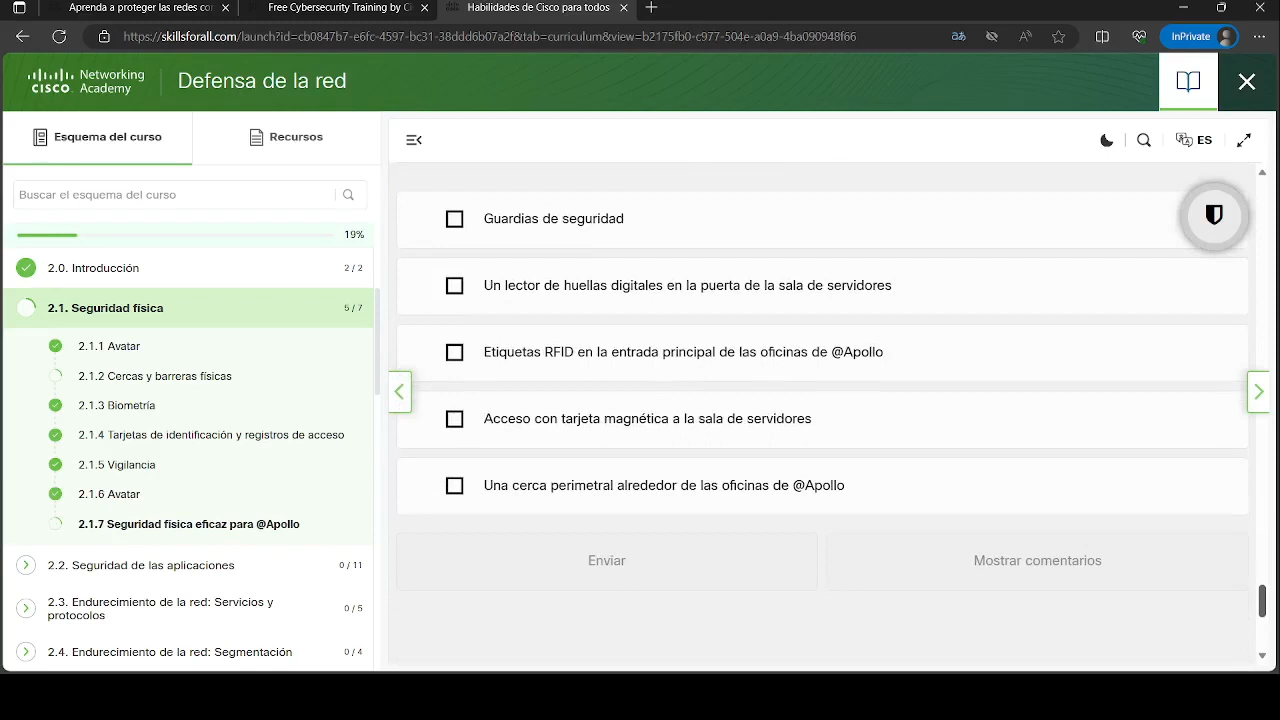 Aprenda a proteger las redes cor
Free Cybersecurity Training by Ci
Habilidades de Cisco para todos
https://skillsforall.com/launch?id=cb0847b7-e6fc-4597-bc31-38ddd6b07a2f&tab=curriculum&view=b2175fb0-c977-504e-a0a9-4ba090948f66
InPrivate
Networking
CISCO Academy
Defensa de la red
Esquema del curso
Recursos
ES
Buscar el esquema del curso
19%
2.0. Introducción 2 / 2
2.1. Seguridad física 5 / 7
2.1.1 Avatar
2.1.2 Cercas y barreras físicas
2.1.3 Biometría
2.1.4 Tarjetas de identificación y registros de acceso
2.1.5 Vigilancia
2.1.6 Avatar
2.1.7 Seguridad física eficaz para @Apollo
2.2. Seguridad de las aplicaciones 0 / 11
2.3. Endurecimiento de la red: Servicios y
protocolos 0 / 5
2.4. Endurecimiento de la red: Segmentación 0 / 4
Guardias de seguridad
Un lector de huellas digitales en la puerta de la sala de servidores
Etiquetas RFID en la entrada principal de las oficinas de @Apollo
Acceso con tarjeta magnética a la sala de servidores
Una cerca perimetral alrededor de las oficinas de @Apollo
Enviar
Mostrar comentarios